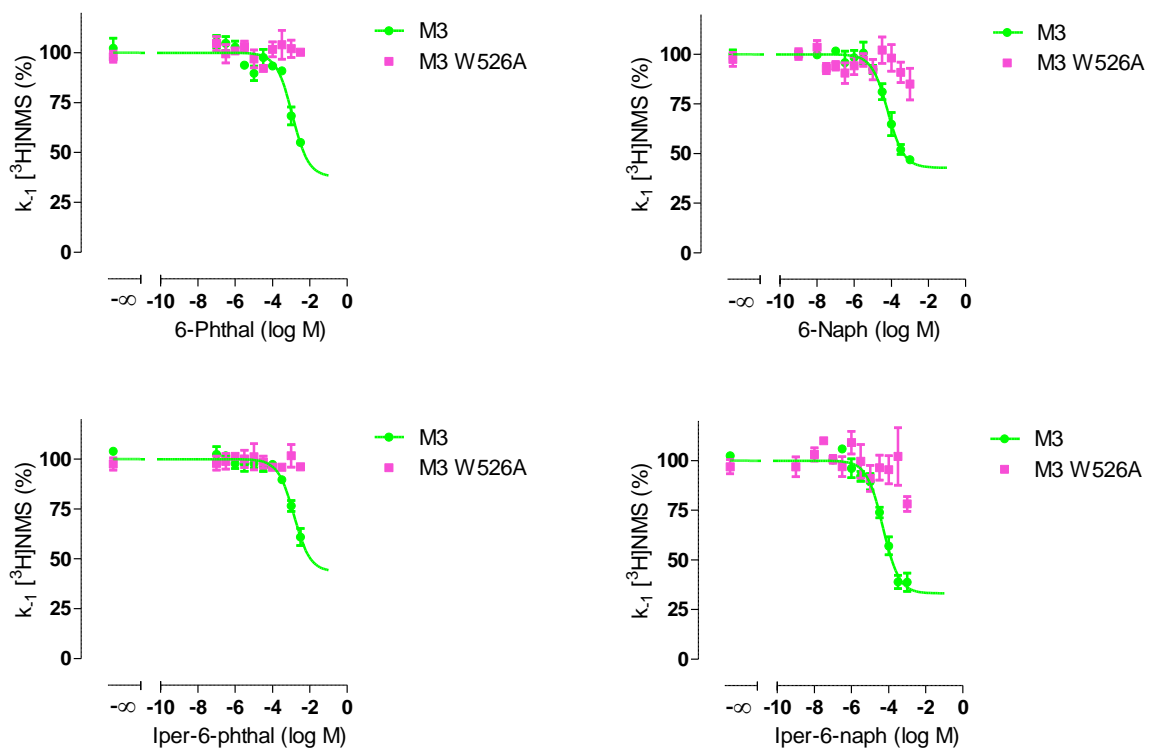 M3
M3 W526A
k-1 [³H]NMS (%)
100
75
50
25
0
-∞
-10 -8 -6 -4 -2 0
6-Phthal (log M)
M3
M3 W526A
k-1 [³H]NMS (%)
100
75
50
25
0
-∞
-10 -8 -6 -4 -2 0
6-Naph (log M)
M3
M3 W526A
k-1 [³H]NMS (%)
100
75
50
25
0
-∞
-10 -8 -6 -4 -2 0
Iper-6-phthal (log M)
M3
M3 W526A
k-1 [³H]NMS (%)
100
75
50
25
0
-∞
-10 -8 -6 -4 -2 0
Iper-6-naph (log M)